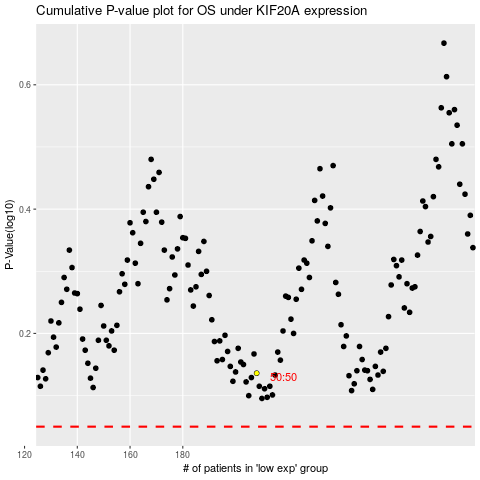 Cumulative P-value plot for OS under KIF20A expression
0.6
0.4
0.2
P-Value(log10)
50:50
120
140
160
180
# of patients in 'low exp' group